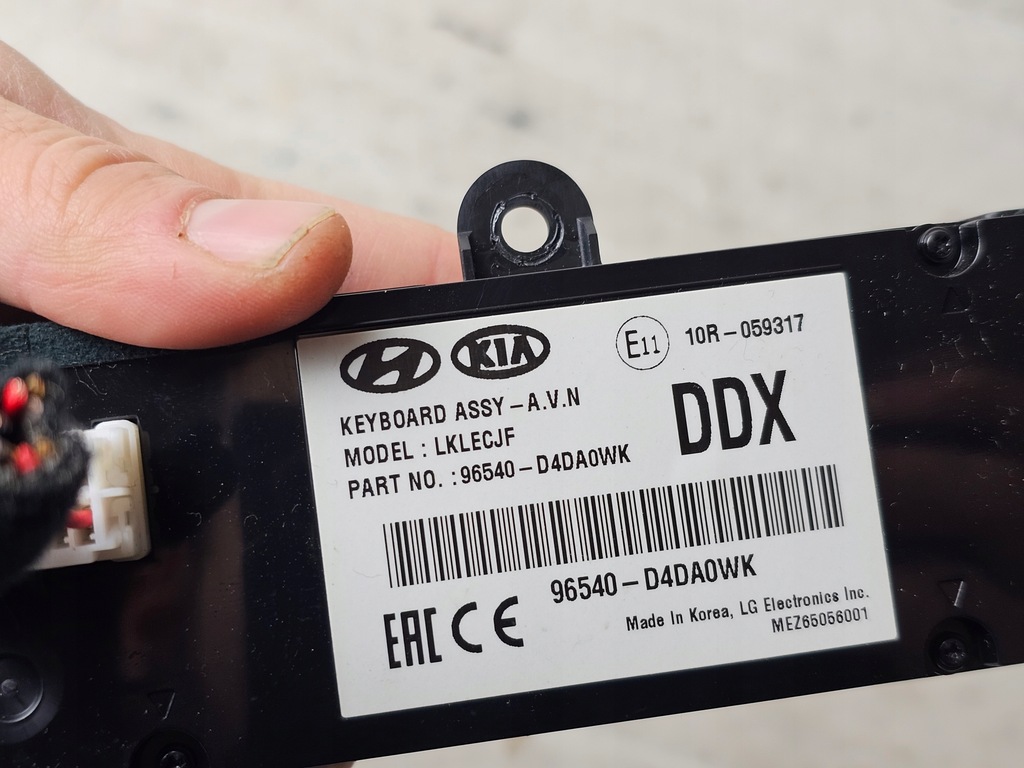 KIA
E11 10R-059317
KEYBOARD ASSY-A.V.N
DDX
MODEL : LKLECJF
PART NO. : 96540-D4DA0WK
96540-D4DA0WK
EAC CE
Made In Korea, LG Electronics Inc.
MEZ65056001